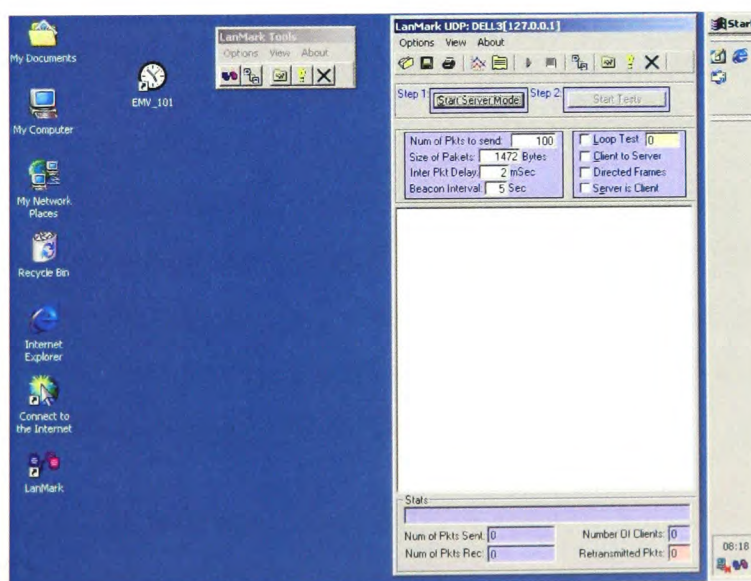 My Documents
EMV_101
My Computer
My Network
Places
Recycle Bin
Internet
Explorer
Connect to
the Internet
LanMark
LanMark Tools
Options View About
LanMark UDP: DELL3[127.0.0.1]
Options View About
Step 1: Start Server Mode Step 2: Start Tests
Num of Pkts to send: 100
Size of Pakets: 1472 Bytes
Inter Pkt Delay: 2 mSec
Beacon Interval: 5 Sec
Loop Test 0
Client to Server
Directed Frames
Server is Client
Stats
Num of Pkts Sent: 0 Number Of Clients: 0
Num of Pkts Rec: 0 Retransmitted Pkts: 0
Star
08:18